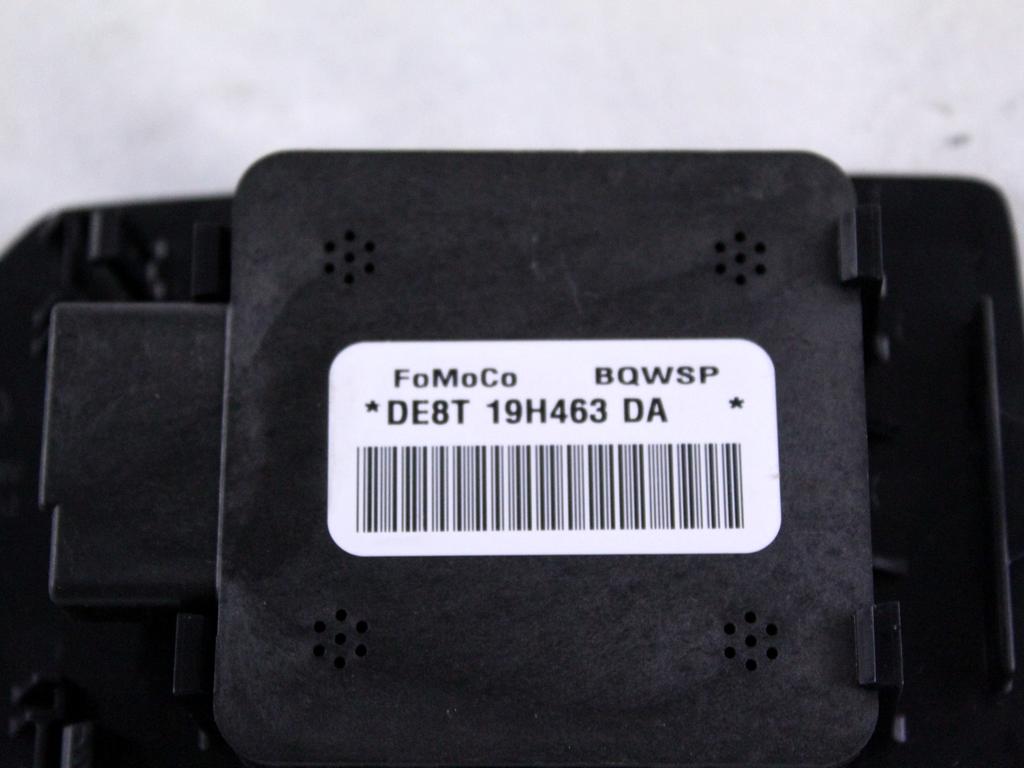 FoMoCo BQWSP
*DE8T 19H463 DA *